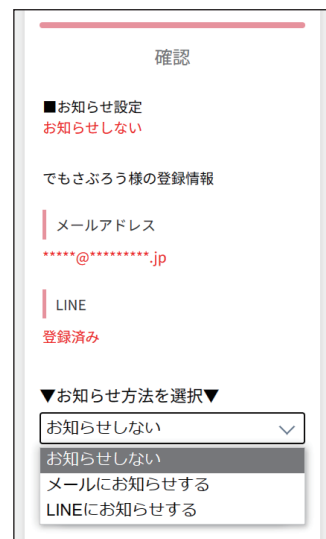 確認
■お知らせ設定
お知らせしない
でもさぶろう様の登録情報
メールアドレス
*****@*********.jp
LINE
登録済み
▼お知らせ方法を選択▼
お知らせしない
お知らせしない
メールにお知らせする
LINEにお知らせする